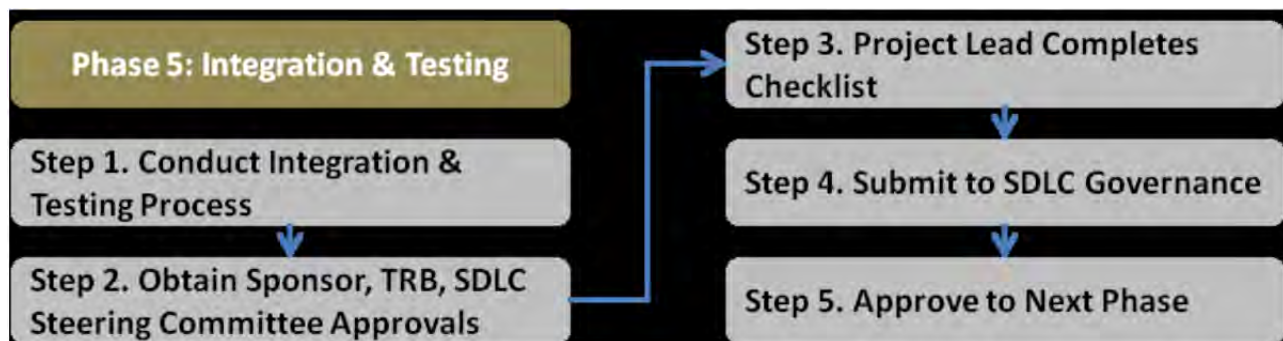 Phase 5: Integration & Testing
Step 1. Conduct Integration &
Testing Process
Step 2. Obtain Sponsor, TRB, SDLC
Steering Committee Approvals
Step 3. Project Lead Completes
Checklist
Step 4. Submit to SDLC Governance
Step 5. Approve to Next Phase